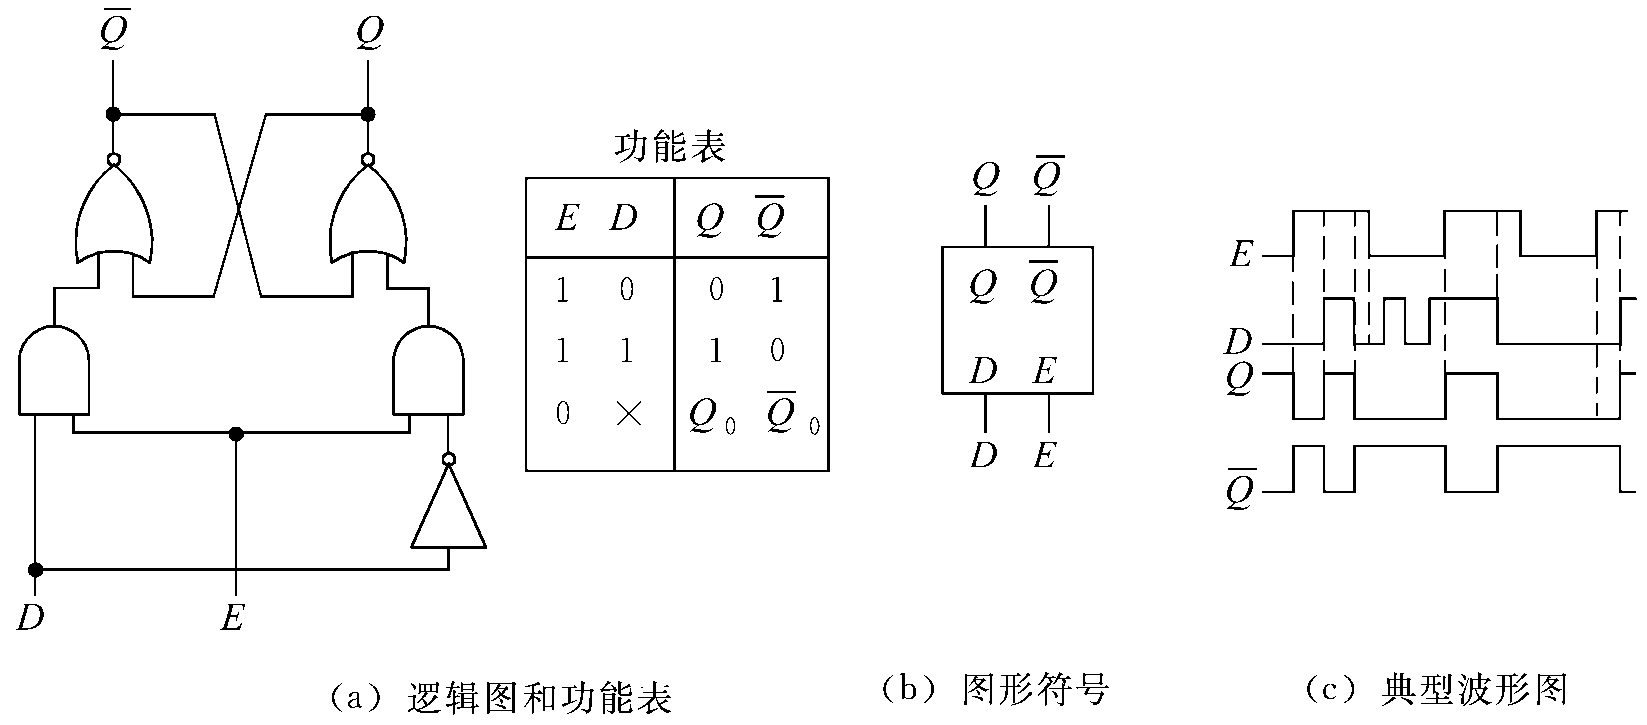 Q̅ Q
D E
功能表
E D Q Q̅
1 0 0 1
1 1 1 0
0 × Q₀ Q̅₀
(a) 逻辑图和功能表
Q Q̅
Q Q̅
D E
D E
(b) 图形符号
E
D
Q
Q̅
(c) 典型波形图